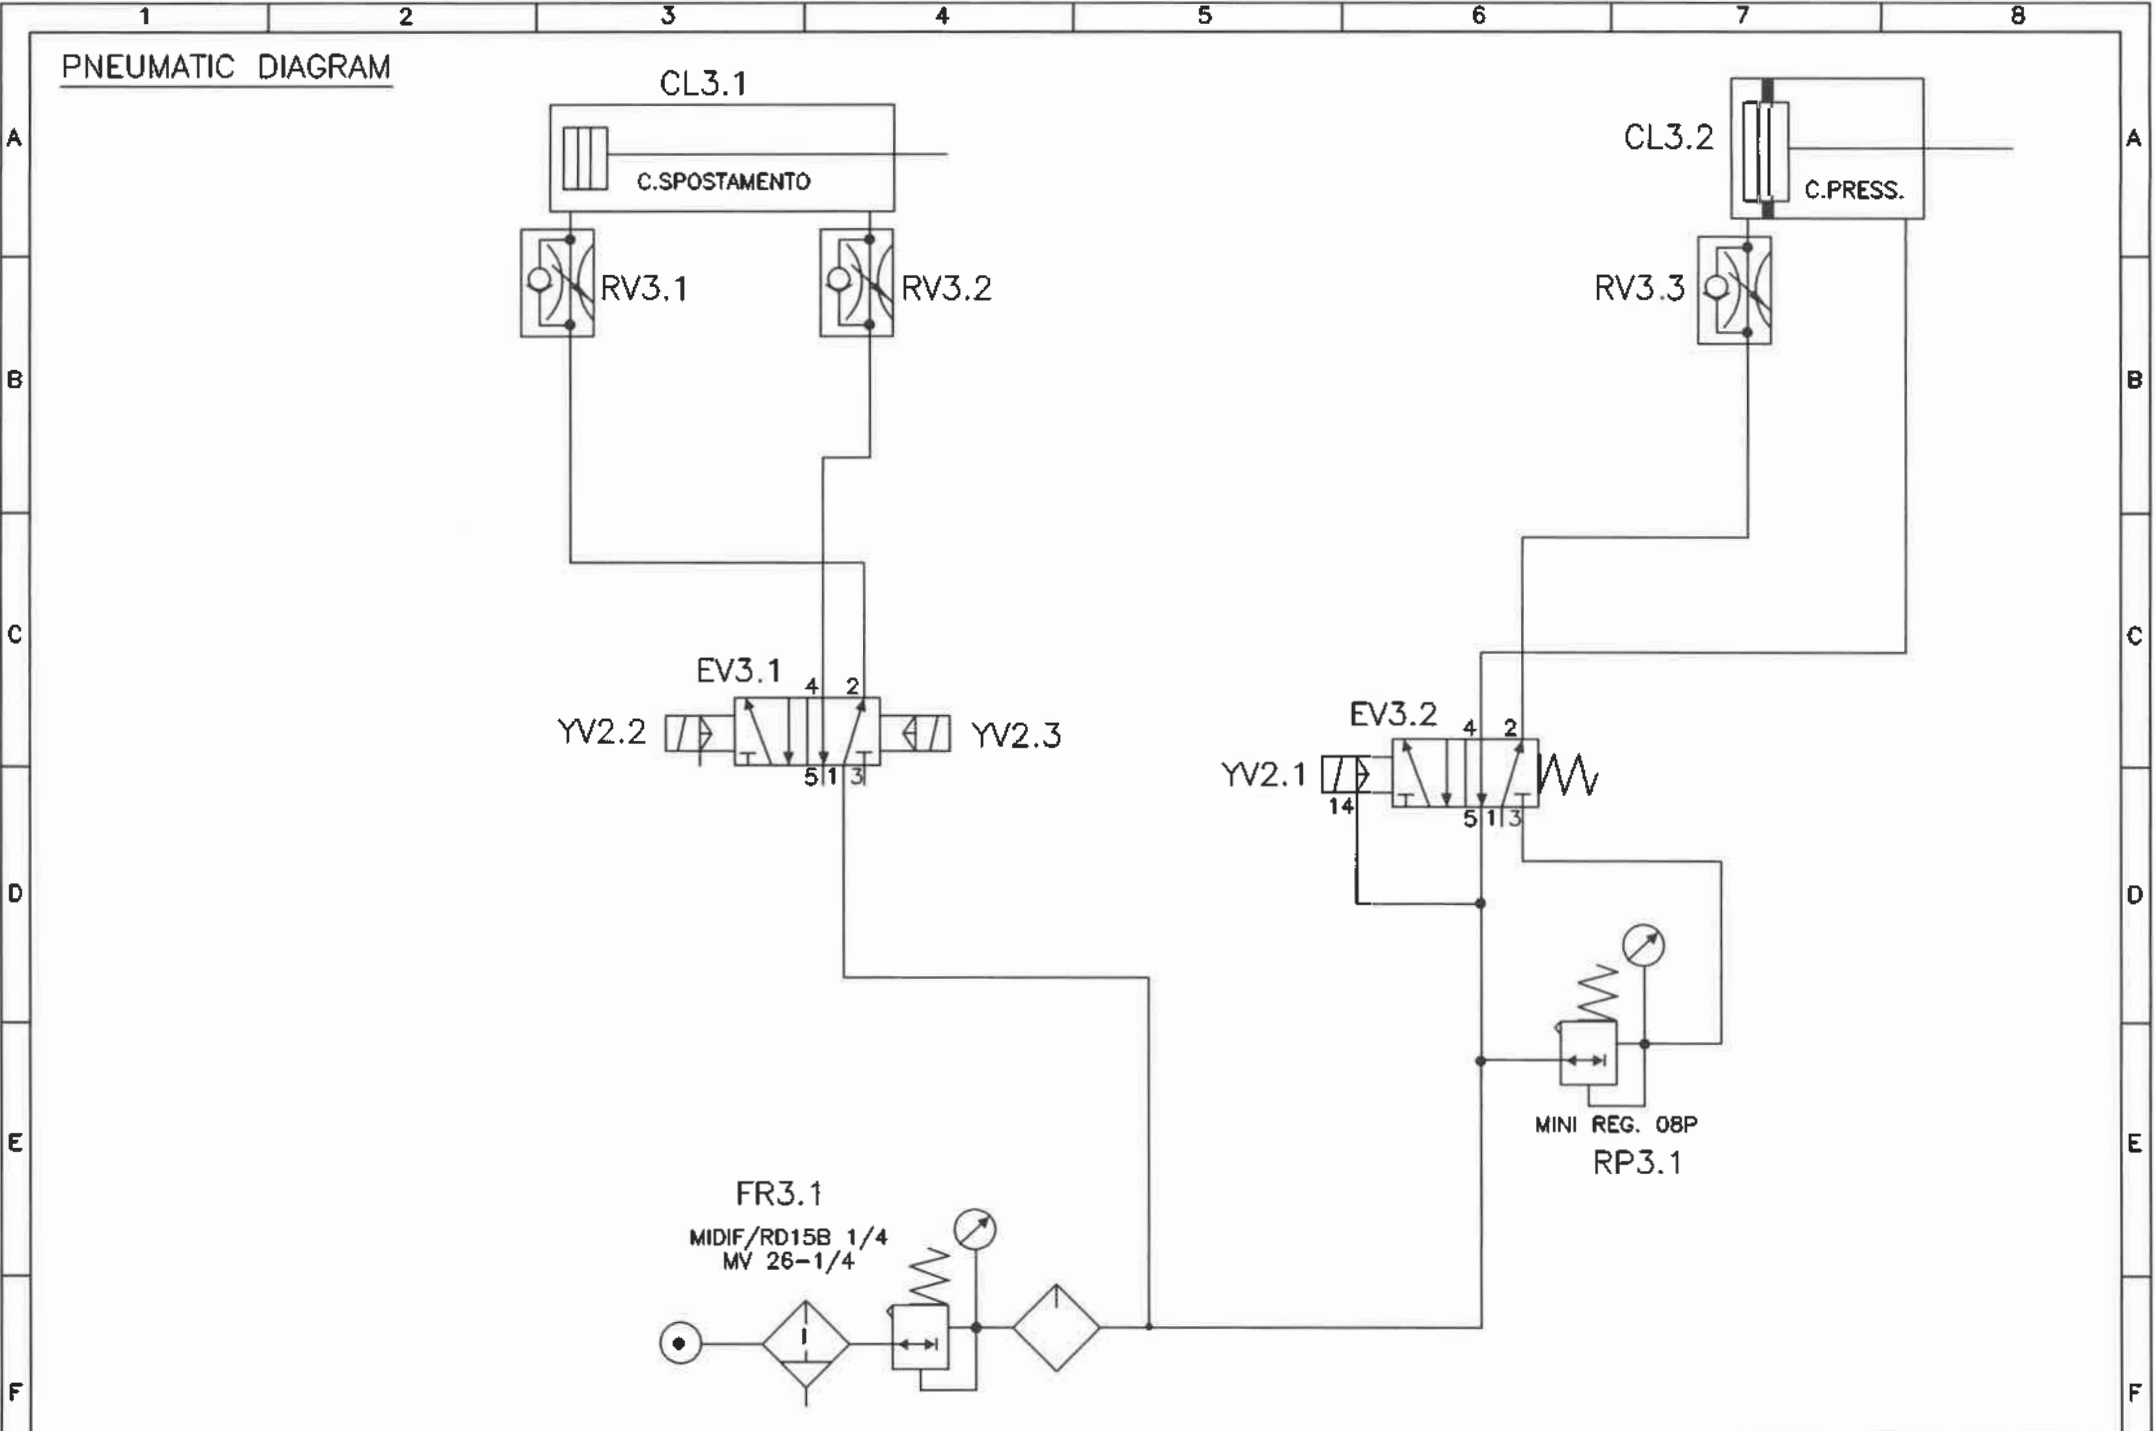 1 2 3 4 5 6 7 8
PNEUMATIC DIAGRAM
CL3.1
A
CL3.2
A
C.SPOSTAMENTO
C.PRESS.
RV3.1
RV3.2
RV3.3
B
B
C
C
EV3.1
4 2
YV2.2
YV2.3
5 1 3
EV3.2
4 2
YV2.1
14
5 1 3
D
D
MINI REG. 08P
RP3.1
E
E
FR3.1
MIDIF/RD15B 1/4
MV 26-1/4
F
F